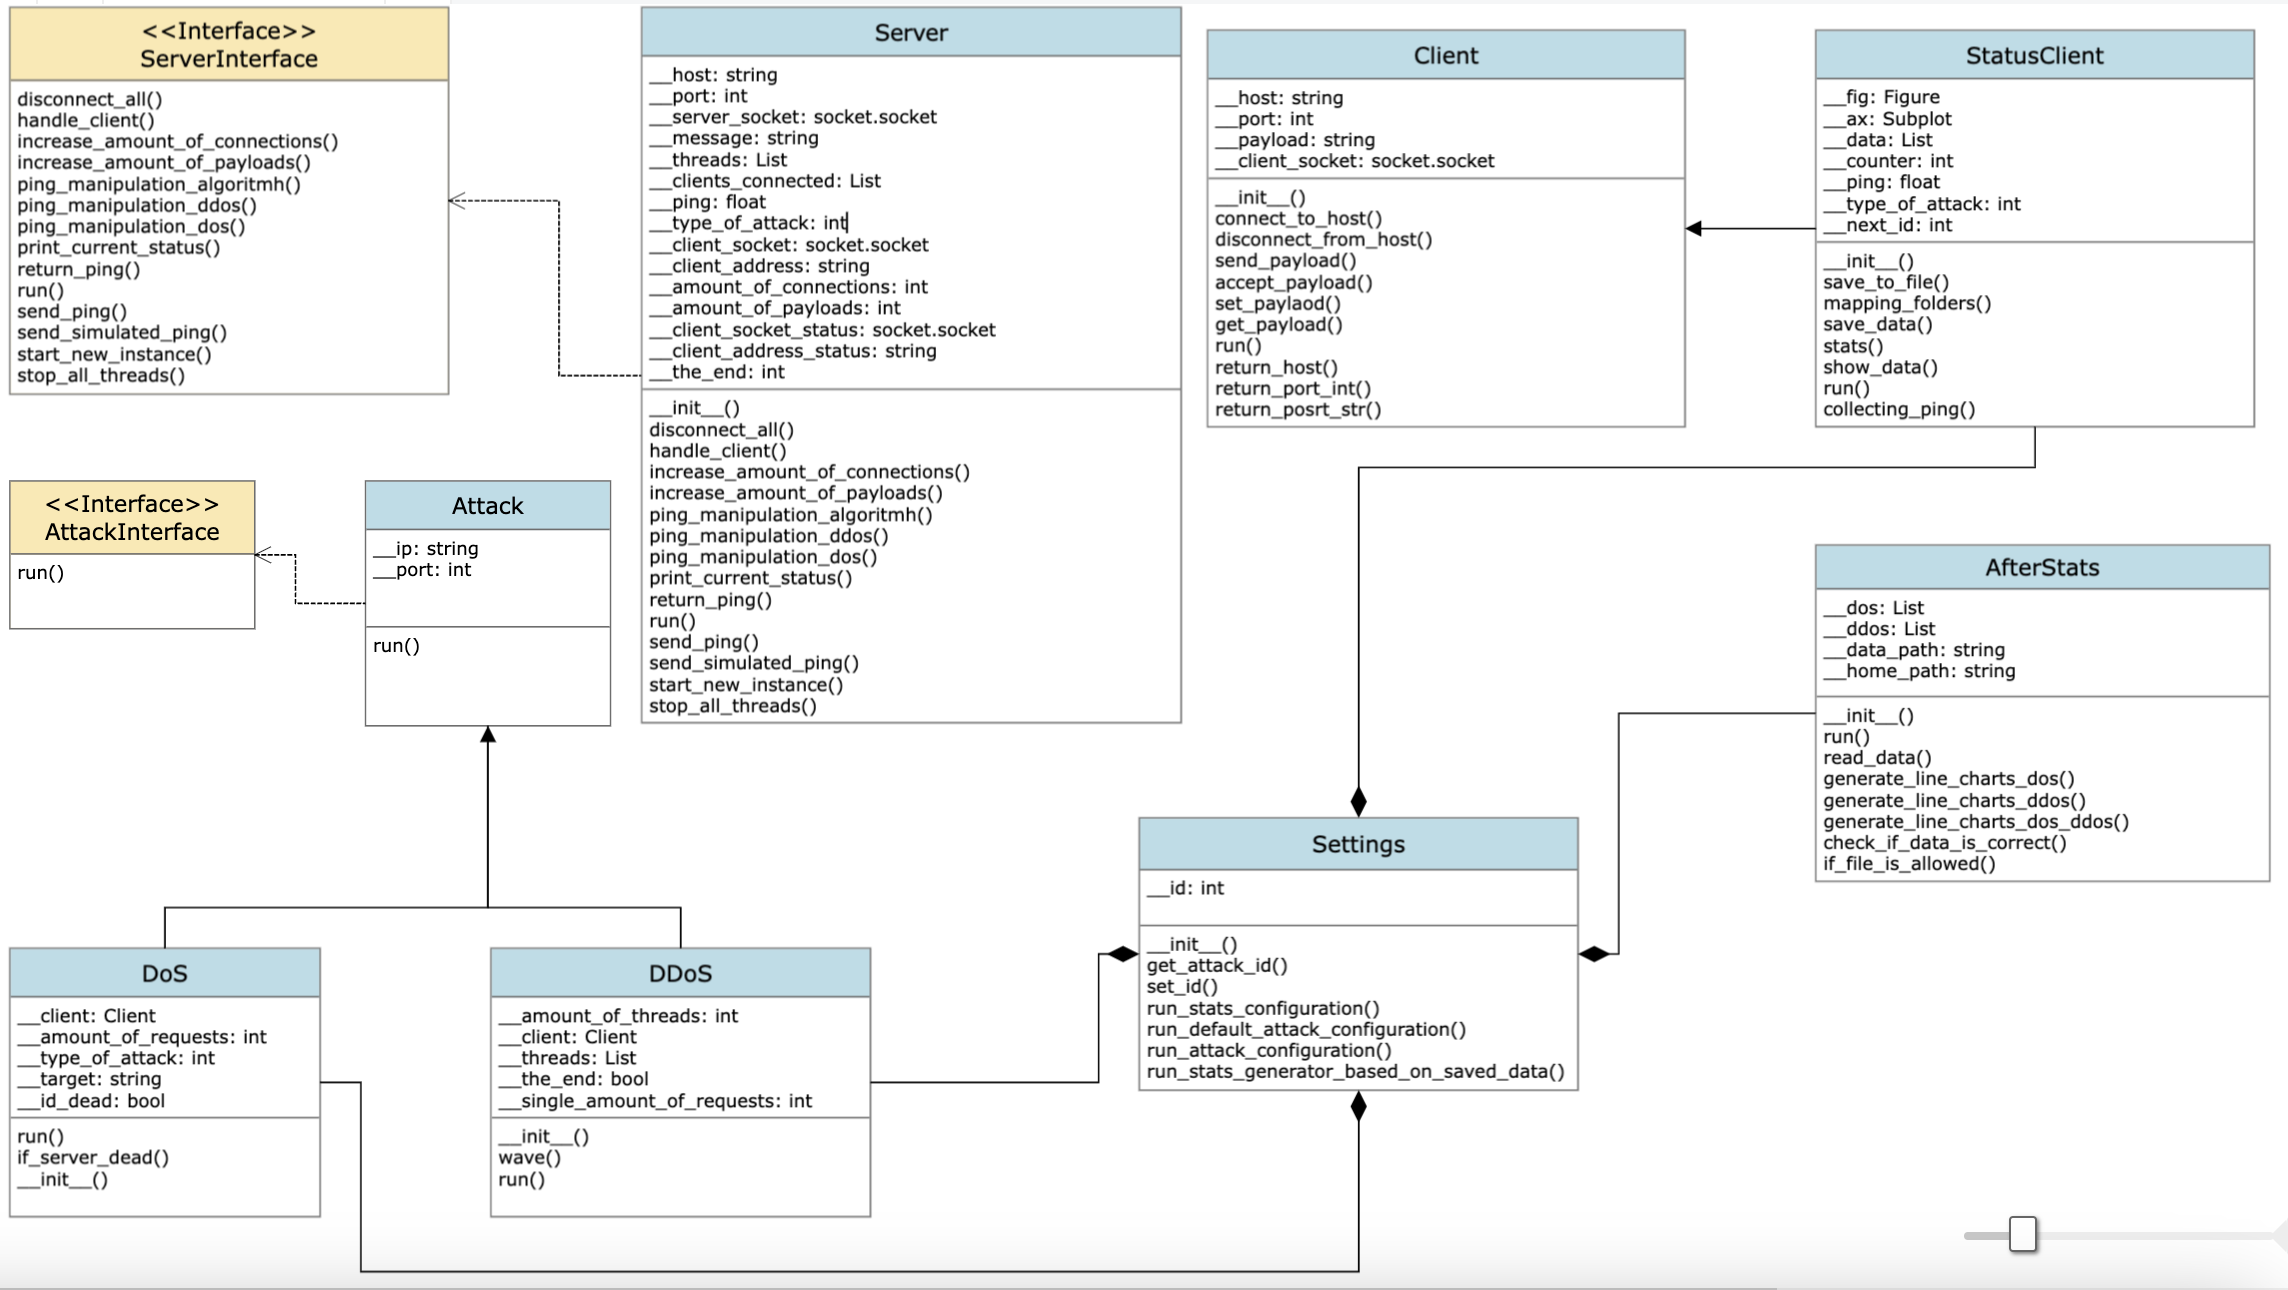 <<Interface>>
ServerInterface
disconnect_all()
handle_client()
increase_amount_of_connections()
increase_amount_of_payloads()
ping_manipulation_algoritmh()
ping_manipulation_ddos()
ping_manipulation_dos()
print_current_status()
return_ping()
run()
send_ping()
send_simulated_ping()
start_new_instance()
stop_all_threads()
Server
__host: string
__port: int
__server_socket: socket.socket
__message: string
__threads: List
__clients_connected: List
__ping: float
__type_of_attack: int
__client_socket: socket.socket
__client_address: string
__amount_of_connections: int
__amount_of_payloads: int
__client_socket_status: socket.socket
__client_address_status: string
__the_end: int
__init__()
disconnect_all()
handle_client()
increase_amount_of_connections()
increase_amount_of_payloads()
ping_manipulation_algoritmh()
ping_manipulation_ddos()
ping_manipulation_dos()
print_current_status()
return_ping()
run()
send_ping()
send_simulated_ping()
start_new_instance()
stop_all_threads()
Client
__host: string
__port: int
__payload: string
__client_socket: socket.socket
__init__()
connect_to_host()
disconnect_from_host()
send_payload()
accept_payload()
set_paylaod()
get_payload()
run()
return_host()
return_port_int()
return_posrt_str()
StatusClient
__fig: Figure
__ax: Subplot
__data: List
__counter: int
__ping: float
__type_of_attack: int
__next_id: int
__init__()
save_to_file()
mapping_folders()
save_data()
stats()
show_data()
run()
collecting_ping()
<<Interface>>
AttackInterface
run()
Attack
__ip: string
__port: int
run()
AfterStats
__dos: List
__ddos: List
__data_path: string
__home_path: string
__init__()
run()
read_data()
generate_line_charts_dos()
generate_line_charts_ddos()
generate_line_charts_dos_ddos()
check_if_data_is_correct()
if_file_is_allowed()
Settings
__id: int
__init__()
get_attack_id()
set_id()
run_stats_configuration()
run_default_attack_configuration()
run_attack_configuration()
run_stats_generator_based_on_saved_data()
DoS
__client: Client
__amount_of_requests: int
__type_of_attack: int
__target: string
__id_dead: bool
run()
if_server_dead()
__init__()
DDoS
__amount_of_threads: int
__client: Client
__threads: List
__the_end: bool
__single_amount_of_requests: int
__init__()
wave()
run()